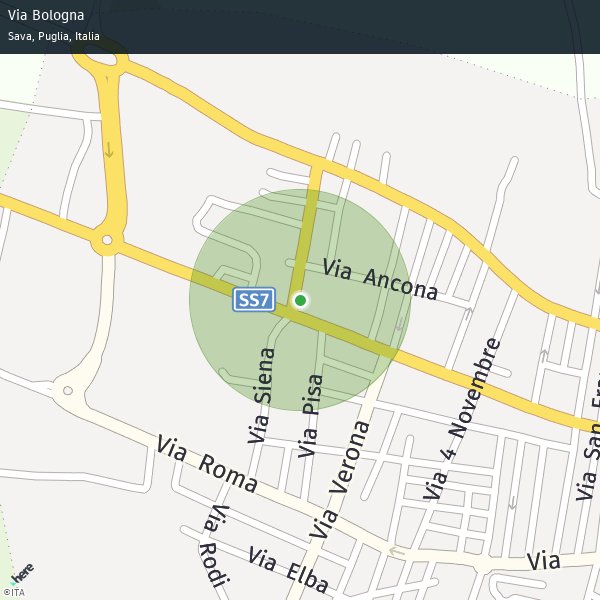 Via Bologna
Sava, Puglia, Italia
Via Ancona
SS7
Via Siena
Via Pisa
Via Verona
Via 4 Novembre
Via San Fra
Via Roma
Via Rodi
Via Elba
Via
here
©ITA